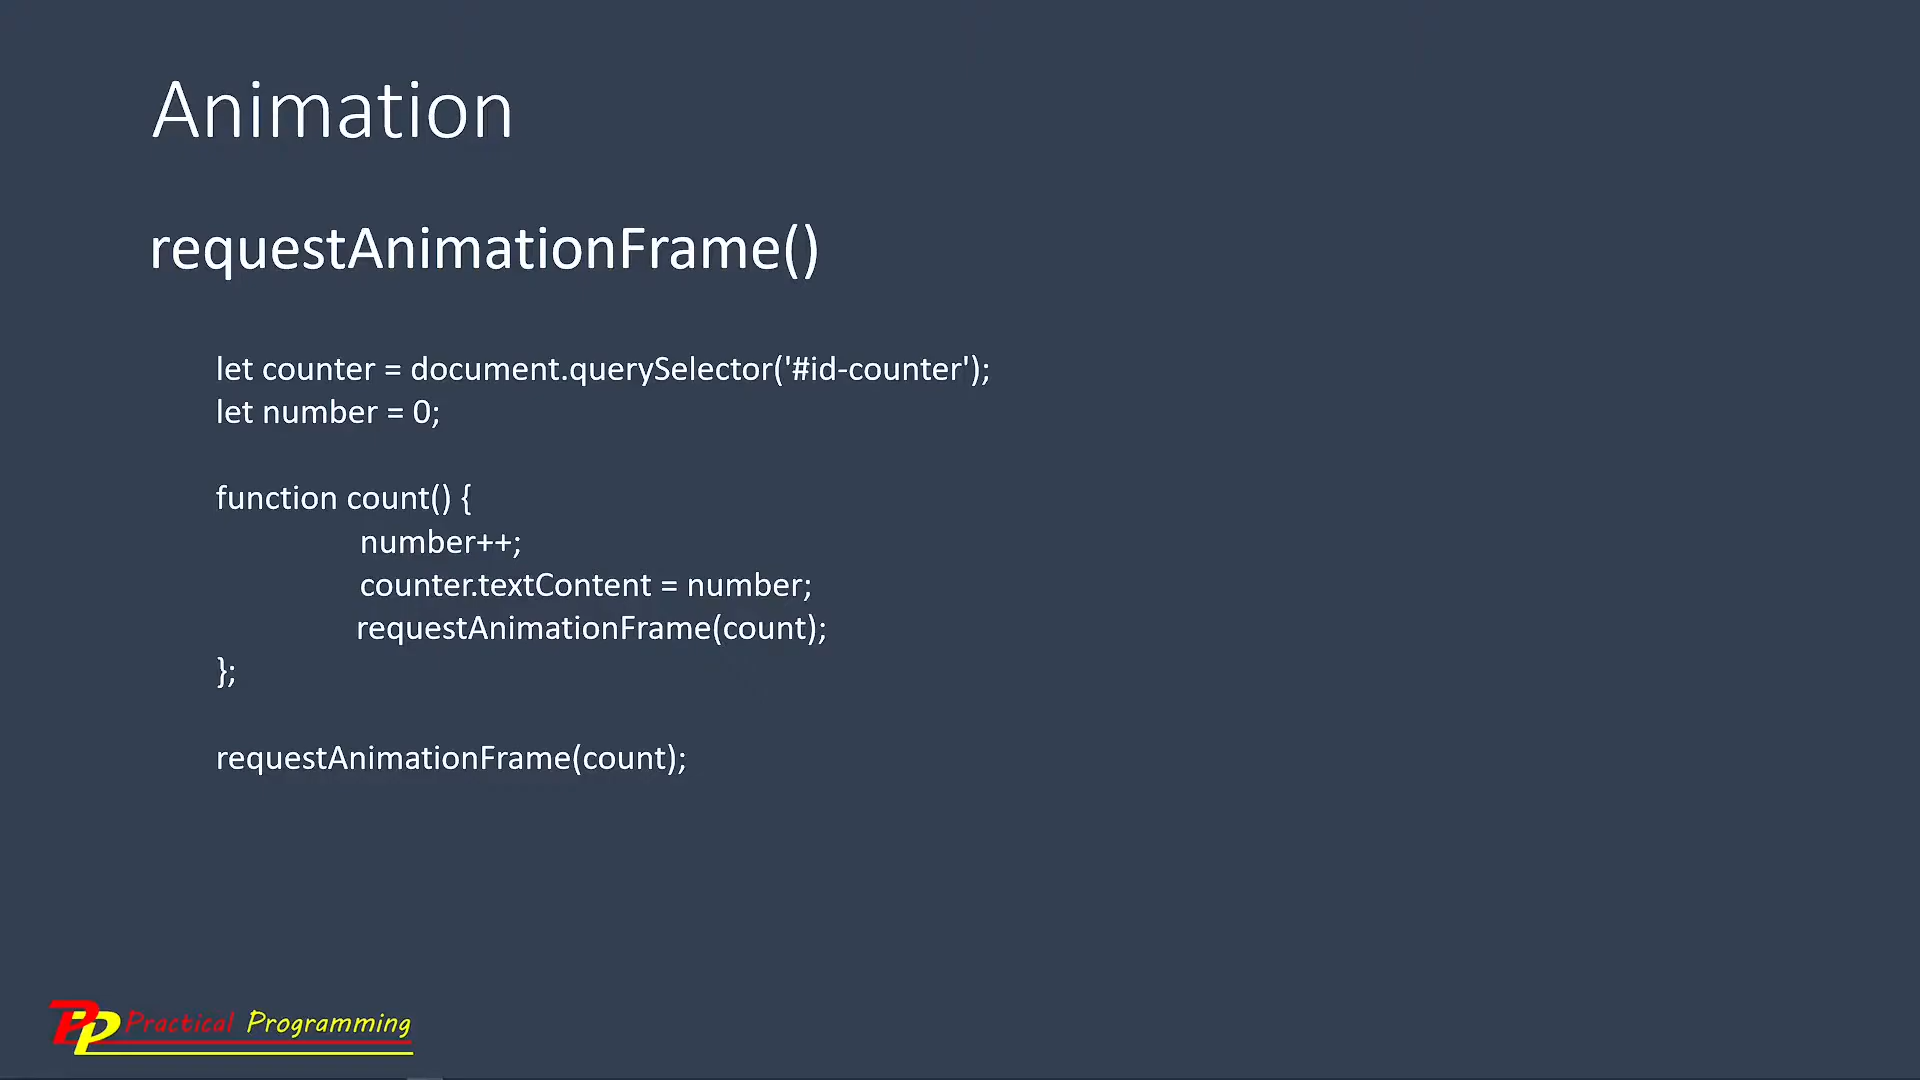 Animation
requestAnimationFrame()
let counter = document.querySelector('#id-counter');
let number = 0;
function count() {
number++;
counter.textContent = number;
requestAnimationFrame(count);
};
requestAnimationFrame(count);
PP Practical Programming